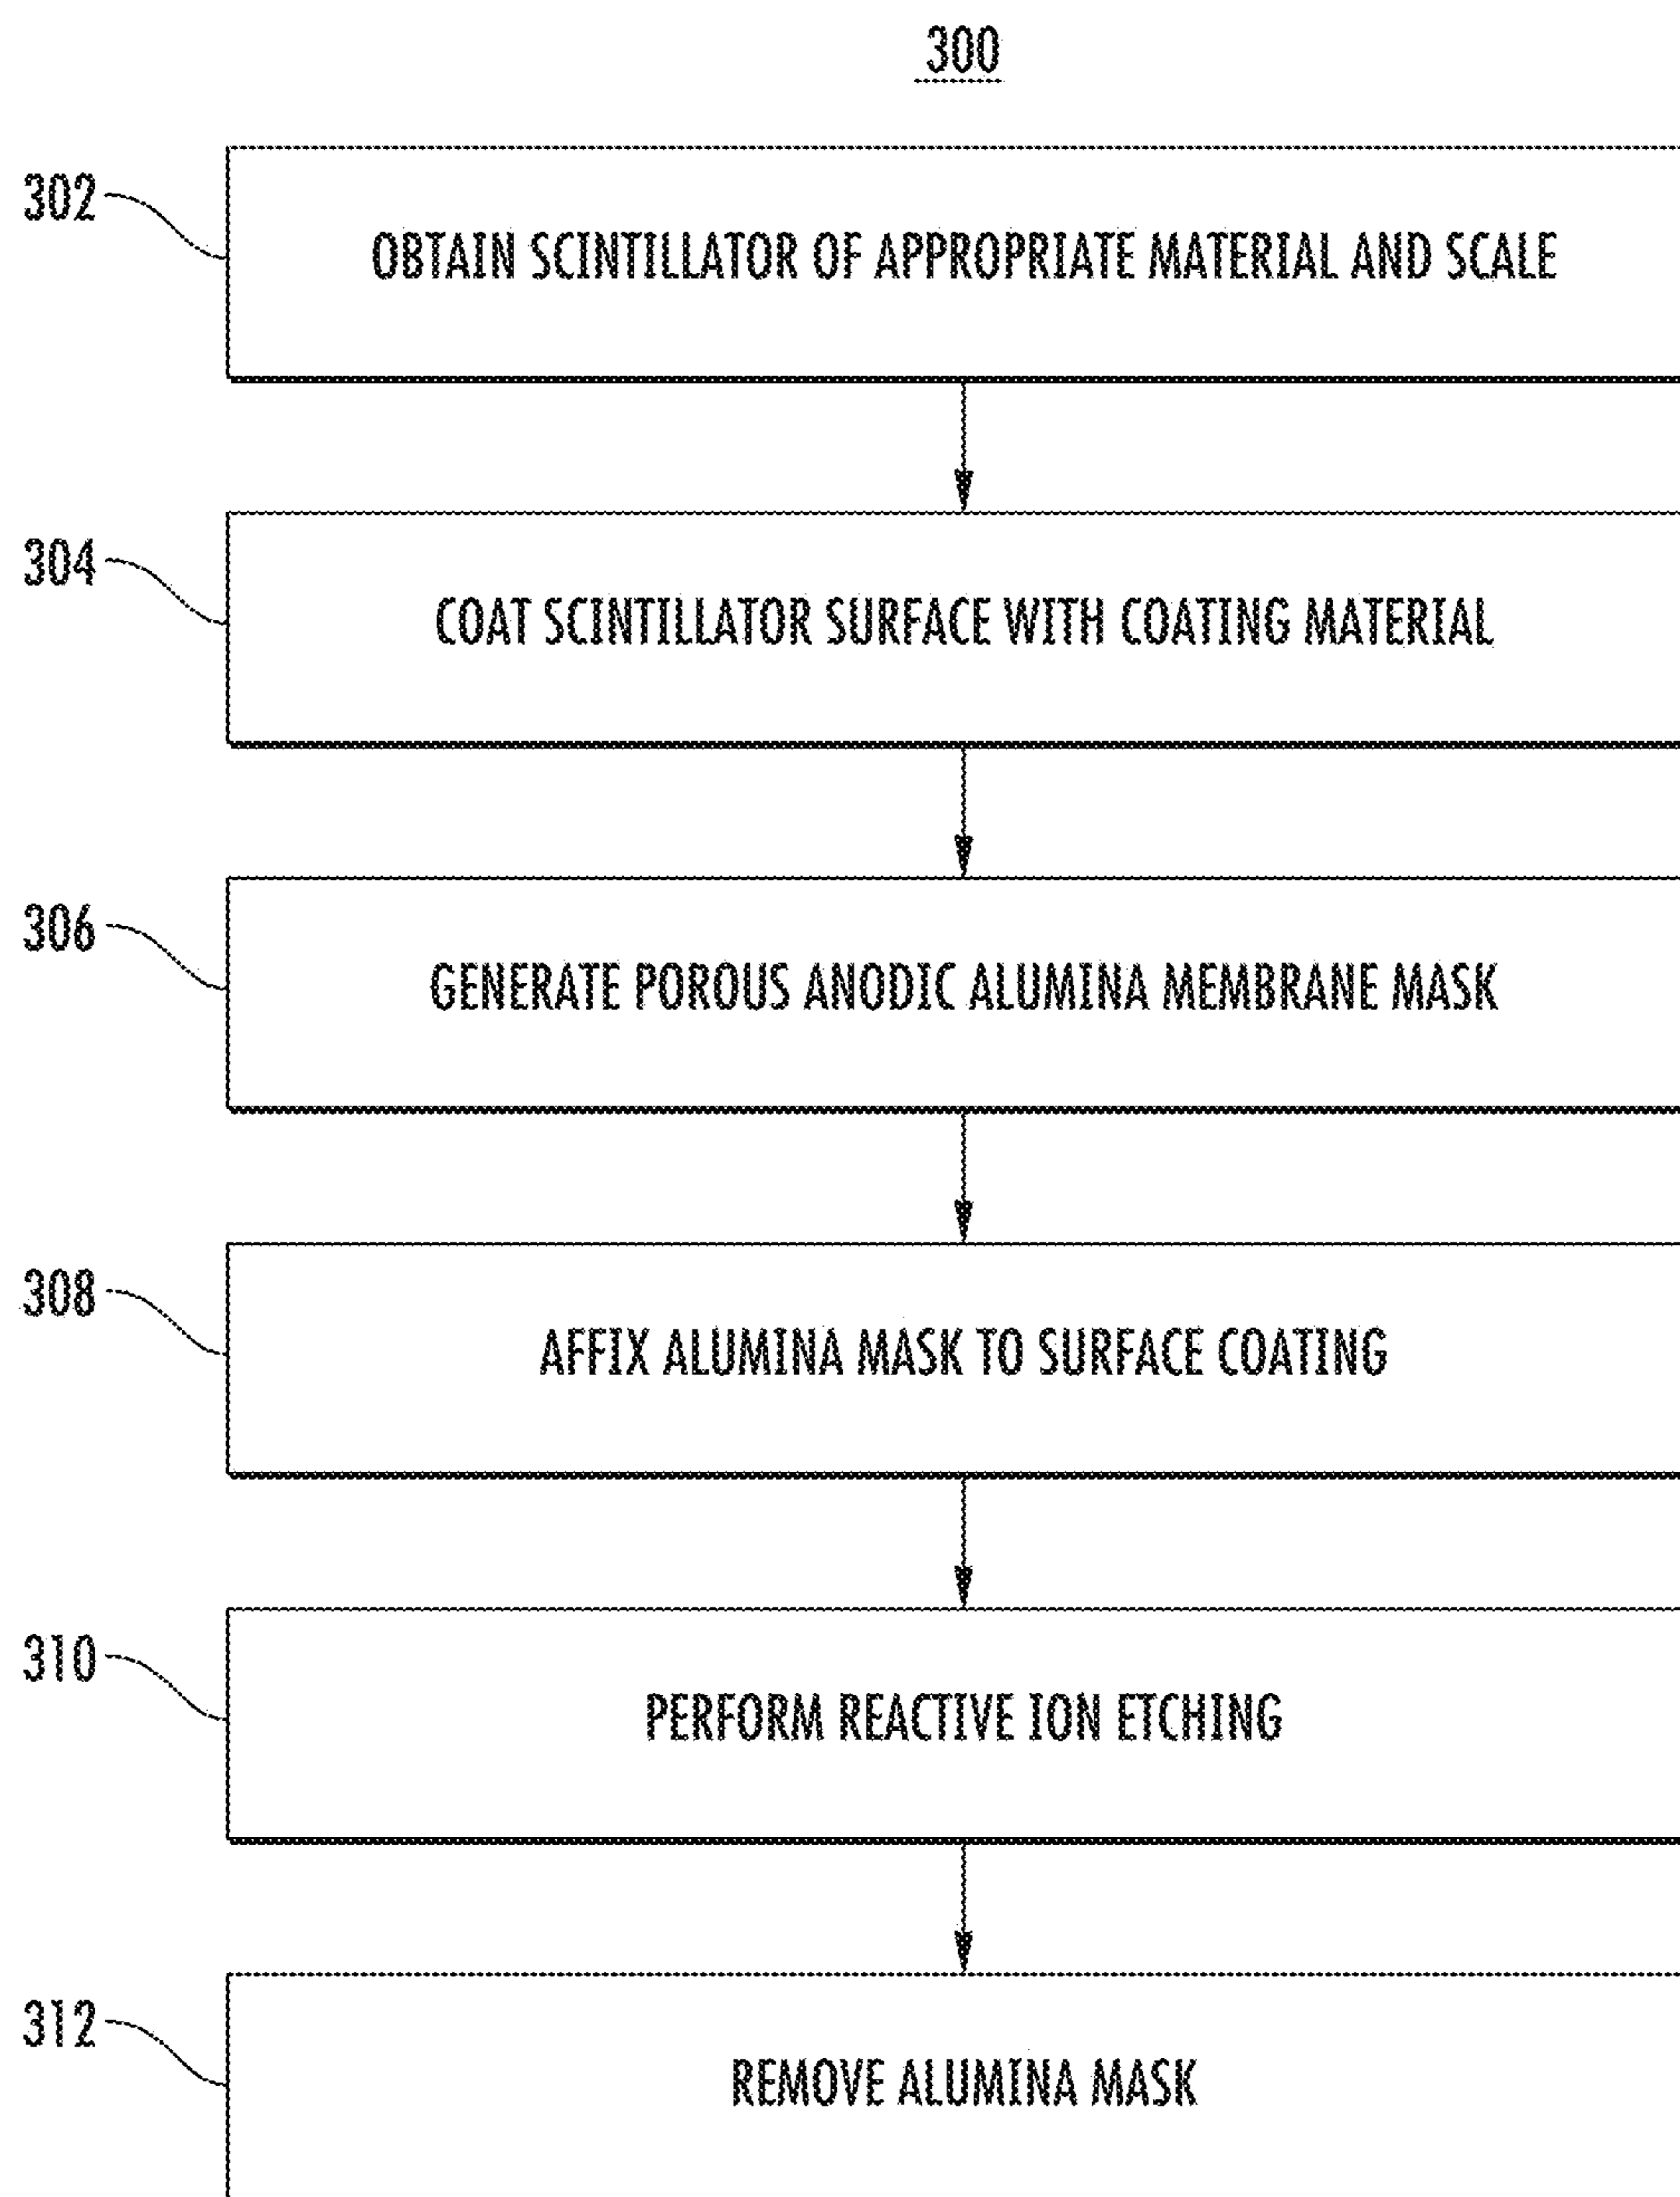 300
302
OBTAIN SCINTILLATOR OF APPROPRIATE MATERIAL AND SCALE
304
COAT SCINTILLATOR SURFACE WITH COATING MATERIAL
306
GENERATE POROUS ANODIC ALUMINA MEMBRANE MASK
308
AFFIX ALUMINA MASK TO SURFACE COATING
310
PERFORM REACTIVE ION ETCHING
312
REMOVE ALUMINA MASK